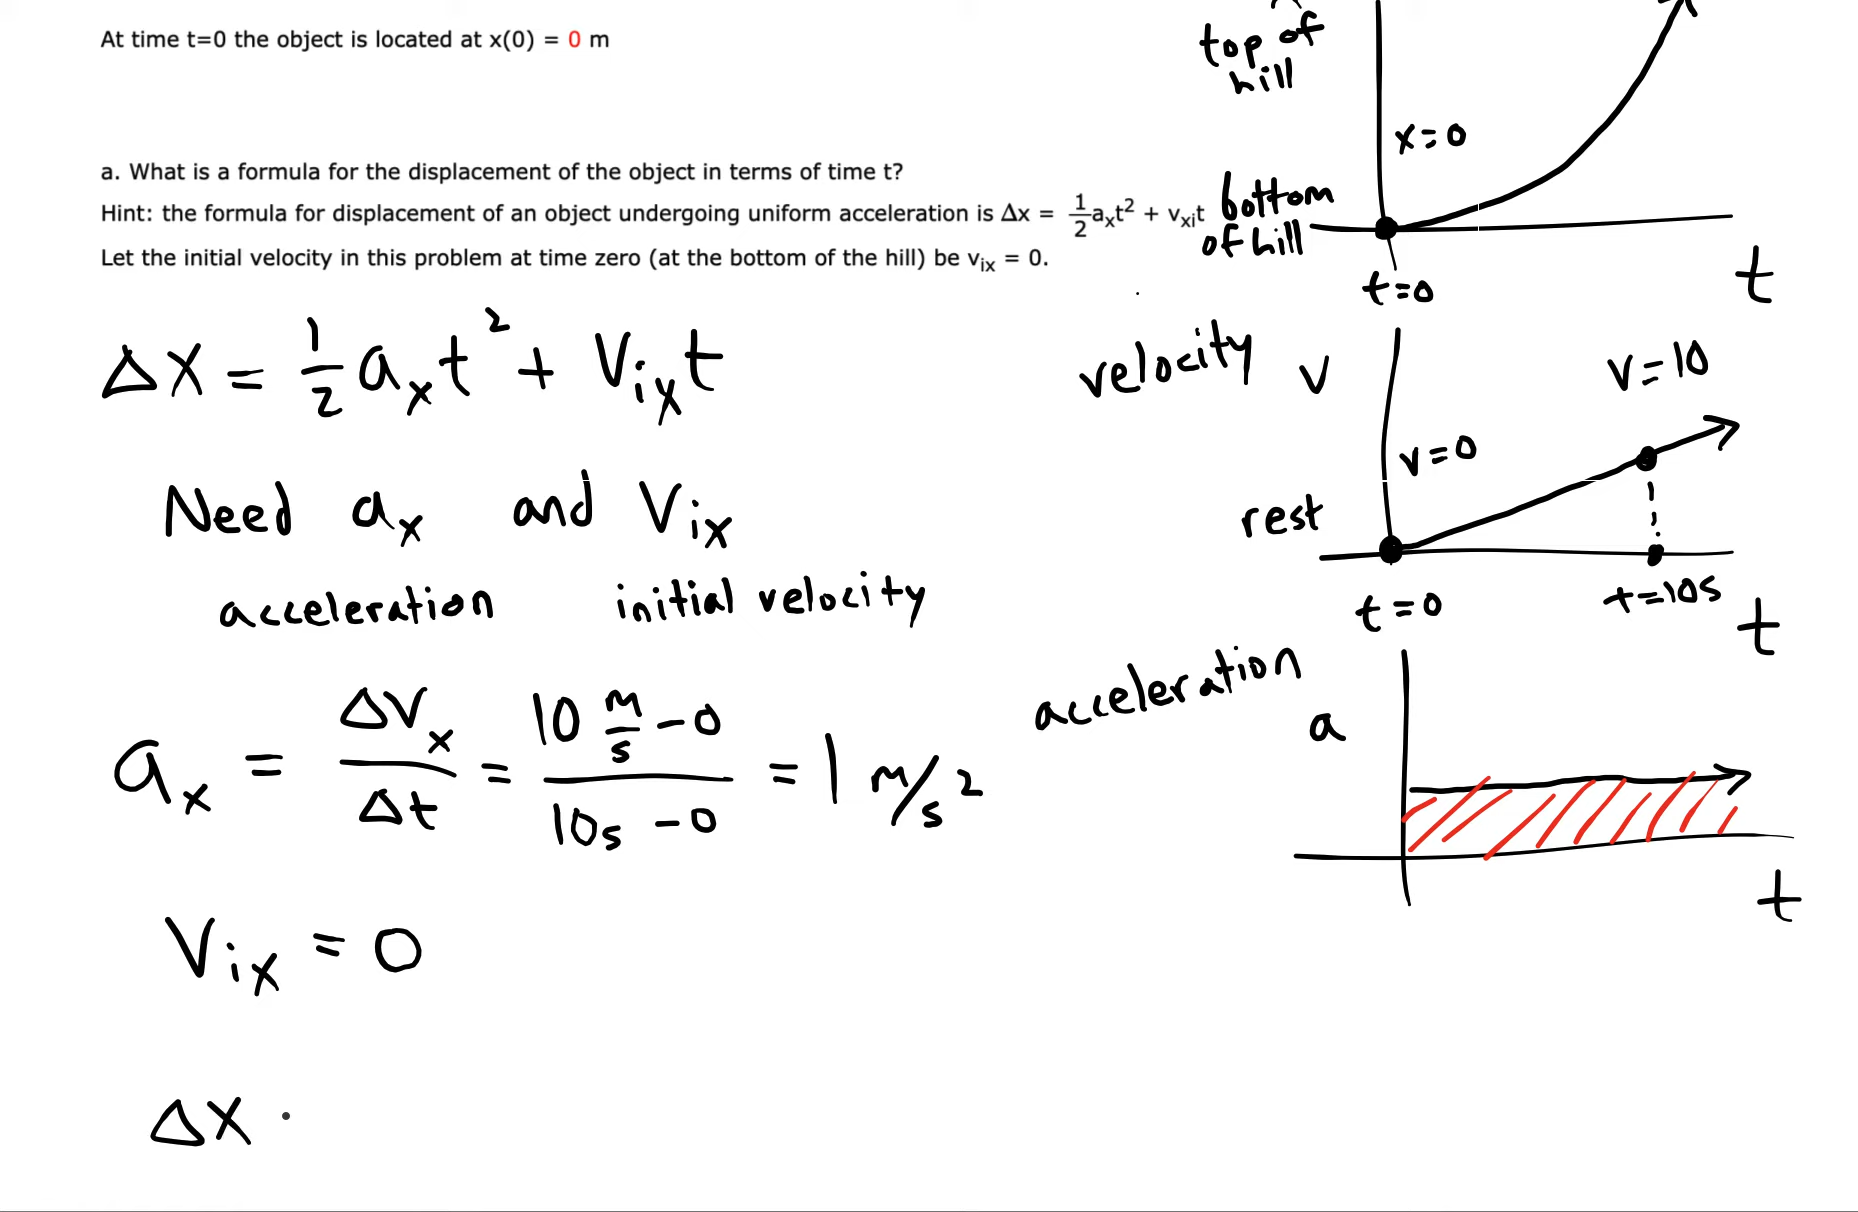 At time t=0 the object is located at x(0) = 0 m
a. What is a formula for the displacement of the object in terms of time t?
Hint: the formula for displacement of an object undergoing uniform acceleration is Δx = 1/2 aₓt² + vₓᵢt
Let the initial velocity in this problem at time zero (at the bottom of the hill) be vᵢₓ = 0.
Δx = 1/2 aₓt² + Vᵢₓt
Need aₓ and Vᵢₓ
acceleration initial velocity
aₓ = ΔVₓ/Δt = (10 m/s - 0)/(10s - 0) = 1 m/s²
Vᵢₓ = 0
Δx
top of
hill
x=0
bottom
of hill
t=0
t
velocity
v
v=10
v=0
rest
t=0
t=10s
t
acceleration
a
t